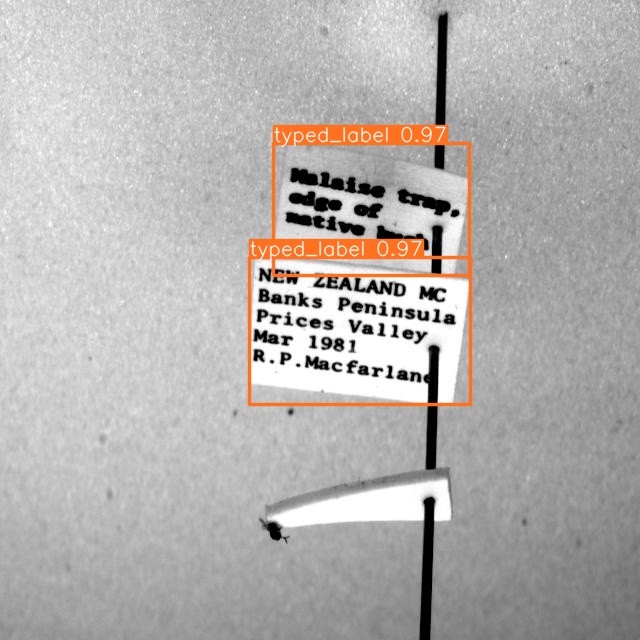 typed_label 0.97
Malaise trap,
edge of
native bush
typed_label 0.97
NEW ZEALAND MC
Banks Peninsula
Prices Valley
Mar 1981
R.P.Macfarlane